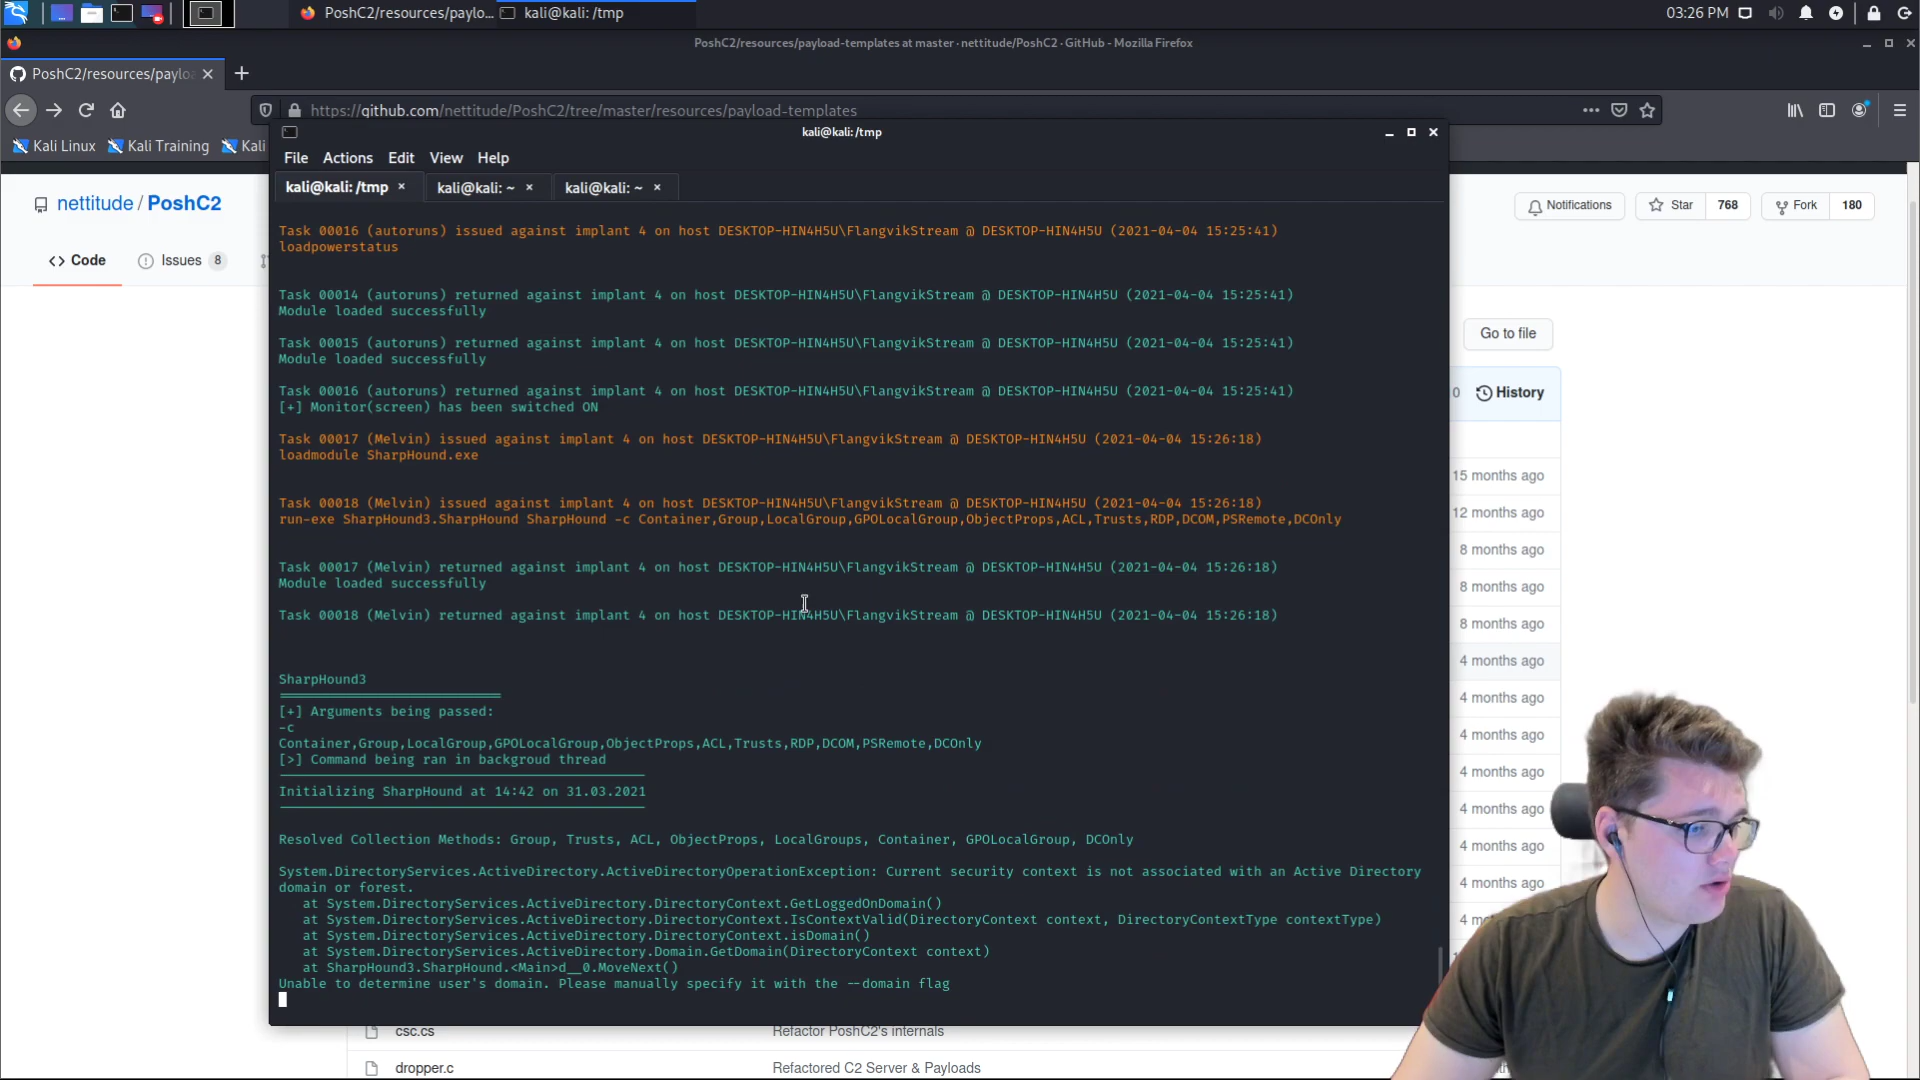 PoshC2/resources/paylo...
kali@kali: /tmp
03:26 PM
PoshC2/resources/payload-templates at master · nettitude/PoshC2 · GitHub - Mozilla Firefox
PoshC2/resources/paylo
https://github.com/nettitude/PoshC2/tree/master/resources/payload-templates
Kali Linux
Kali Training
Kali
kali@kali: /tmp
File Actions Edit View Help
kali@kali: /tmp
kali@kali: ~
kali@kali: ~
nettitude / PoshC2
Notifications
Star 768
Fork 180
Code
Issues 8
Go to file
History
15 months ago
12 months ago
8 months ago
8 months ago
8 months ago
4 months ago
4 months ago
4 months ago
4 months ago
4 months ago
4 months ago
4 months ago
Task 00016 (autoruns) issued against implant 4 on host DESKTOP-HIN4H5U\FlangvikStream @ DESKTOP-HIN4H5U (2021-04-04 15:25:41)
loadpowerstatus
Task 00014 (autoruns) returned against implant 4 on host DESKTOP-HIN4H5U\FlangvikStream @ DESKTOP-HIN4H5U (2021-04-04 15:25:41)
Module loaded successfully
Task 00015 (autoruns) returned against implant 4 on host DESKTOP-HIN4H5U\FlangvikStream @ DESKTOP-HIN4H5U (2021-04-04 15:25:41)
Module loaded successfully
Task 00016 (autoruns) returned against implant 4 on host DESKTOP-HIN4H5U\FlangvikStream @ DESKTOP-HIN4H5U (2021-04-04 15:25:41)
[+] Monitor(screen) has been switched ON
Task 00017 (Melvin) issued against implant 4 on host DESKTOP-HIN4H5U\FlangvikStream @ DESKTOP-HIN4H5U (2021-04-04 15:26:18)
loadmodule SharpHound.exe
Task 00018 (Melvin) issued against implant 4 on host DESKTOP-HIN4H5U\FlangvikStream @ DESKTOP-HIN4H5U (2021-04-04 15:26:18)
run-exe SharpHound3.SharpHound SharpHound -c Container,Group,LocalGroup,GPOLocalGroup,ObjectProps,ACL,Trusts,RDP,DCOM,PSRemote,DCOnly
Task 00017 (Melvin) returned against implant 4 on host DESKTOP-HIN4H5U\FlangvikStream @ DESKTOP-HIN4H5U (2021-04-04 15:26:18)
Module loaded successfully
Task 00018 (Melvin) returned against implant 4 on host DESKTOP-HIN4H5U\FlangvikStream @ DESKTOP-HIN4H5U (2021-04-04 15:26:18)
SharpHound3
[+] Arguments being passed:
-c
Container,Group,LocalGroup,GPOLocalGroup,ObjectProps,ACL,Trusts,RDP,DCOM,PSRemote,DCOnly
[>] Command being ran in backgroud thread
Initializing SharpHound at 14:42 on 31.03.2021
Resolved Collection Methods: Group, Trusts, ACL, ObjectProps, LocalGroups, Container, GPOLocalGroup, DCOnly
System.DirectoryServices.ActiveDirectory.ActiveDirectoryOperationException: Current security context is not associated with an Active Directory
domain or forest.
at System.DirectoryServices.ActiveDirectory.DirectoryContext.GetLoggedOnDomain()
at System.DirectoryServices.ActiveDirectory.DirectoryContext.IsContextValid(DirectoryContext context, DirectoryContextType contextType)
at System.DirectoryServices.ActiveDirectory.DirectoryContext.isDomain()
at System.DirectoryServices.ActiveDirectory.Domain.GetDomain(DirectoryContext context)
at SharpHound3.SharpHound.<Main>d__0.MoveNext()
Unable to determine user's domain. Please manually specify it with the --domain flag
csc.cs
Refactor PoshC2's internals
dropper.c
Refactored C2 Server & Payloads